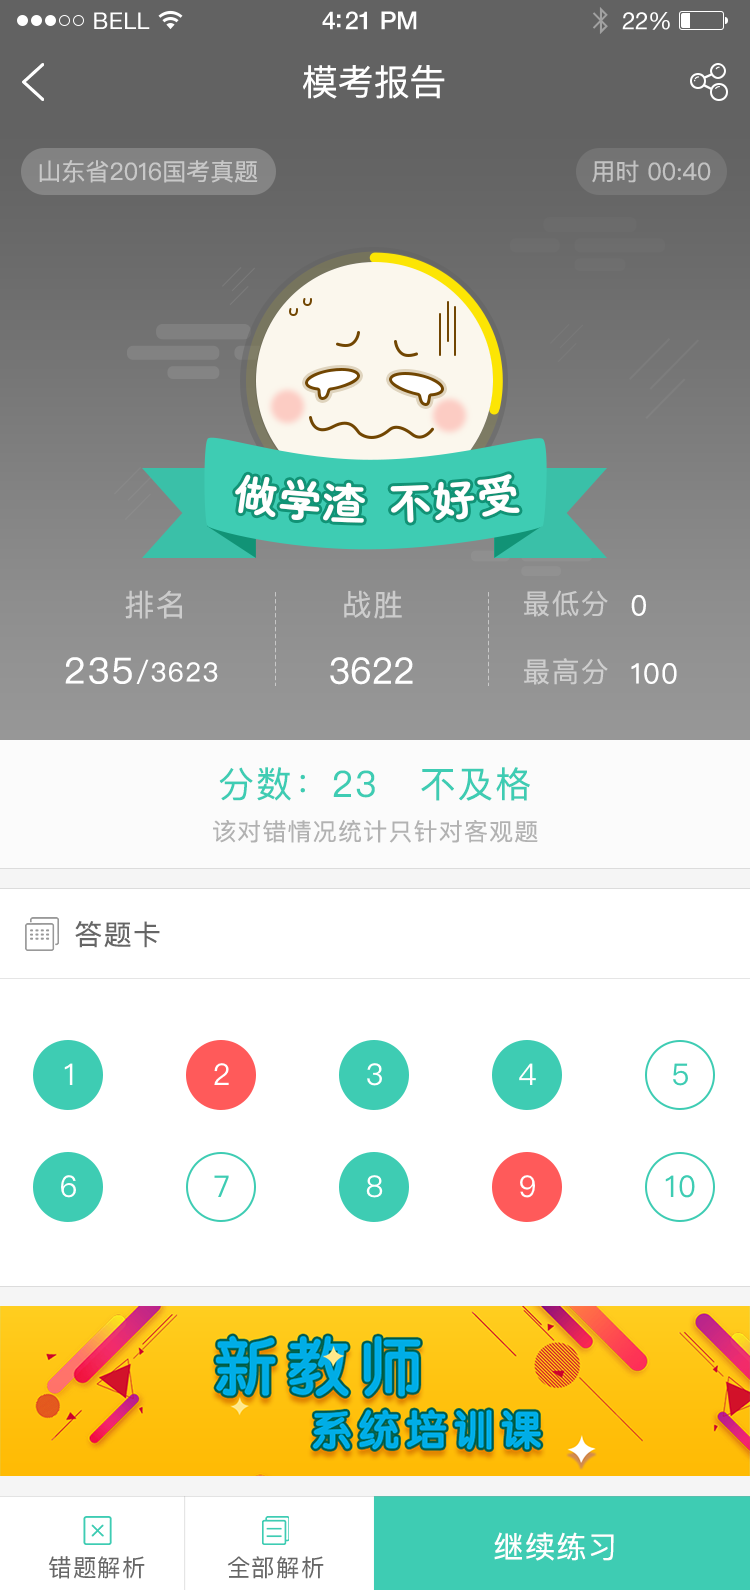 BELL 4:21 PM 22%
模考报告
山东省2016国考真题 用时 00:40
做学渣 不好受
排名 战胜 最低分 0
235/3623 3622 最高分 100
分数：23 不及格
该对错情况统计只针对客观题
答题卡
1 2 3 4 5
6 7 8 9 10
新教师
系统培训课
错题解析 全部解析 继续练习